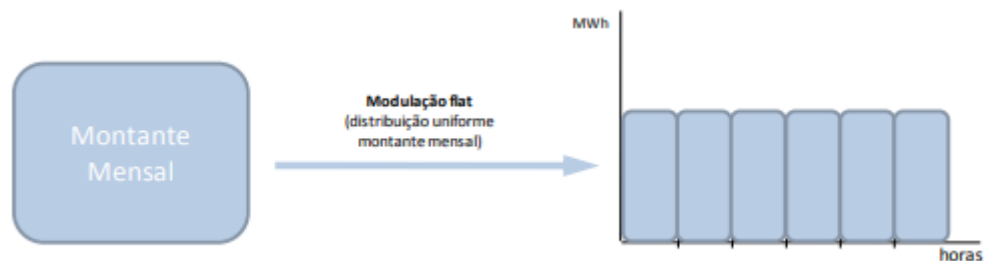 Montante
Mensal
Modulação flat
(distribuição uniforme
montante mensal)
MWh
horas